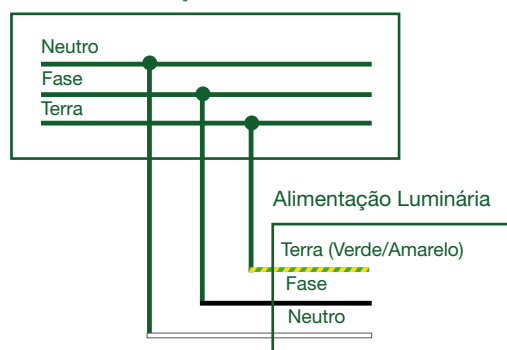 Neutro
Fase
Terra
Alimentação Luminária
Terra (Verde/Amarelo)
Fase
Neutro